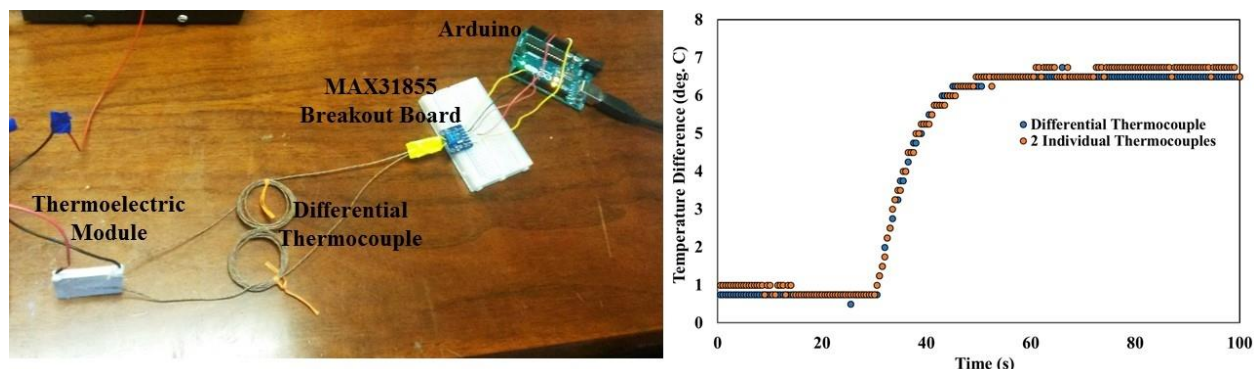 Arduino
MAX31855
Breakout Board
Thermoelectric
Module
Differential
Thermocouple
Temperature Difference (deg. C)
8
7
6
5
4
3
2
1
0
Differential Thermocouple
2 Individual Thermocouples
0
20
40
60
80
100
Time (s)